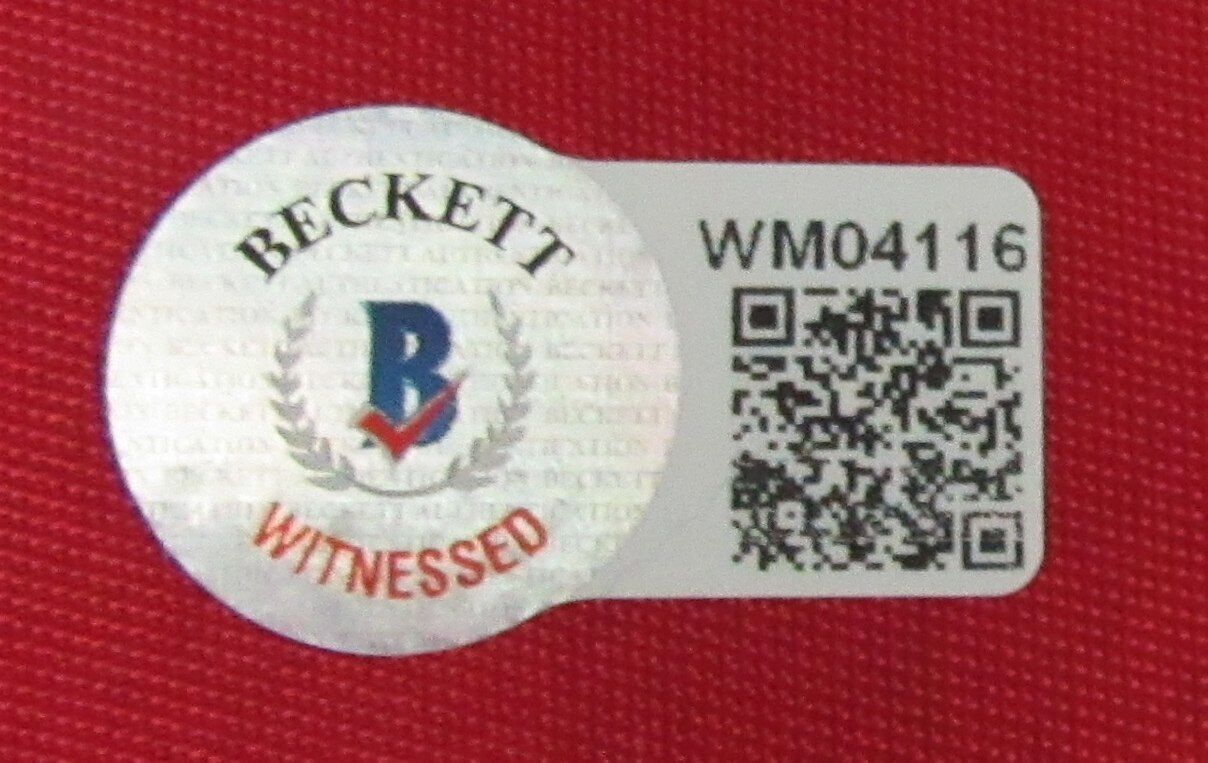 BECKETT
B
WITNESSED
WM04116